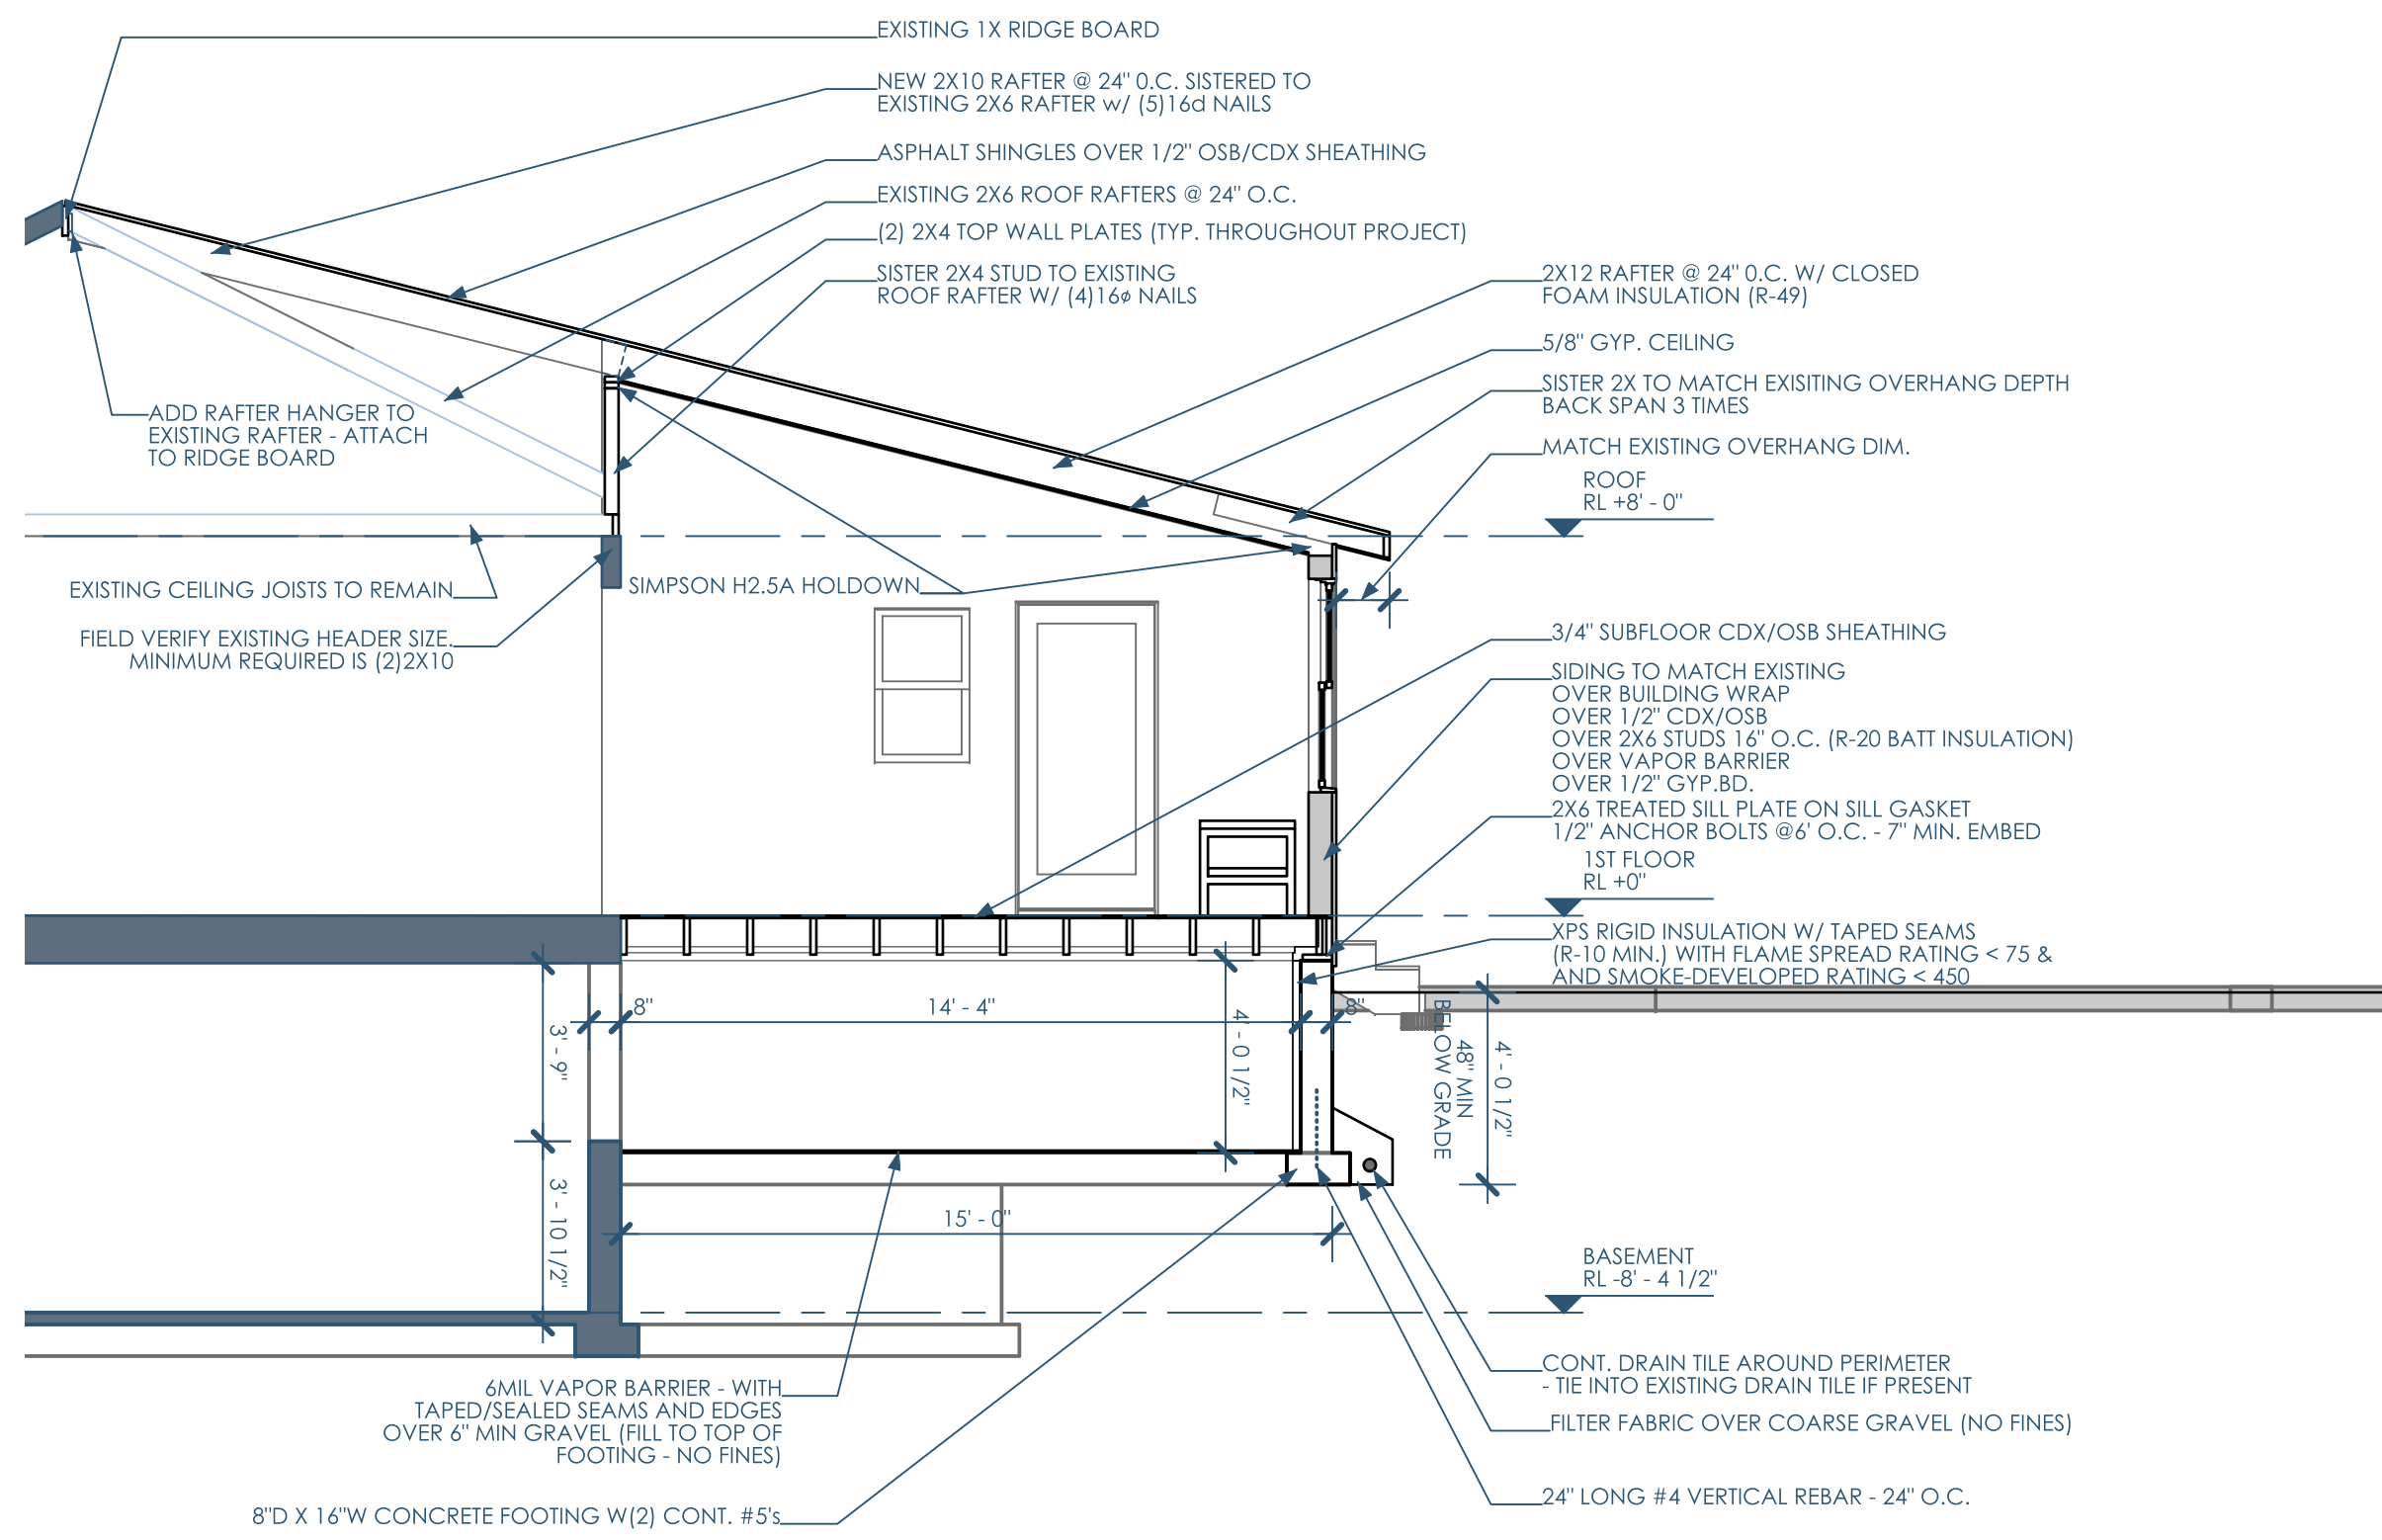 EXISTING 1X RIDGE BOARD
NEW 2X10 RAFTER @ 24" 0.C. SISTERED TO
EXISTING 2X6 RAFTER w/ (5)16d NAILS
ASPHALT SHINGLES OVER 1/2" OSB/CDX SHEATHING
EXISTING 2X6 ROOF RAFTERS @ 24" O.C.
(2) 2X4 TOP WALL PLATES (TYP. THROUGHOUT PROJECT)
SISTER 2X4 STUD TO EXISTING
ROOF RAFTER W/ (4)16ø NAILS
2X12 RAFTER @ 24" 0.C. W/ CLOSED
FOAM INSULATION (R-49)
5/8" GYP. CEILING
SISTER 2X TO MATCH EXISITING OVERHANG DEPTH
BACK SPAN 3 TIMES
MATCH EXISTING OVERHANG DIM.
ROOF
RL +8' - 0"
ADD RAFTER HANGER TO
EXISTING RAFTER - ATTACH
TO RIDGE BOARD
EXISTING CEILING JOISTS TO REMAIN
SIMPSON H2.5A HOLDOWN
FIELD VERIFY EXISTING HEADER SIZE.
MINIMUM REQUIRED IS (2)2X10
3/4" SUBFLOOR CDX/OSB SHEATHING
SIDING TO MATCH EXISTING
OVER BUILDING WRAP
OVER 1/2" CDX/OSB
OVER 2X6 STUDS 16" O.C. (R-20 BATT INSULATION)
OVER VAPOR BARRIER
OVER 1/2" GYP.BD.
2X6 TREATED SILL PLATE ON SILL GASKET
1/2" ANCHOR BOLTS @6' O.C. - 7" MIN. EMBED
1ST FLOOR
RL +0"
XPS RIGID INSULATION W/ TAPED SEAMS
(R-10 MIN.) WITH FLAME SPREAD RATING < 75 &
AND SMOKE-DEVELOPED RATING < 450
8"
14' - 4"
8"
3' - 9"
4' - 0 1/2"
4' - 0 1/2"
48" MIN
BELOW GRADE
3' - 10 1/2"
15' - 0"
BASEMENT
RL -8' - 4 1/2"
CONT. DRAIN TILE AROUND PERIMETER
- TIE INTO EXISTING DRAIN TILE IF PRESENT
FILTER FABRIC OVER COARSE GRAVEL (NO FINES)
24" LONG #4 VERTICAL REBAR - 24" O.C.
6MIL VAPOR BARRIER - WITH
TAPED/SEALED SEAMS AND EDGES
OVER 6" MIN GRAVEL (FILL TO TOP OF
FOOTING - NO FINES)
8"D X 16"W CONCRETE FOOTING W(2) CONT. #5's